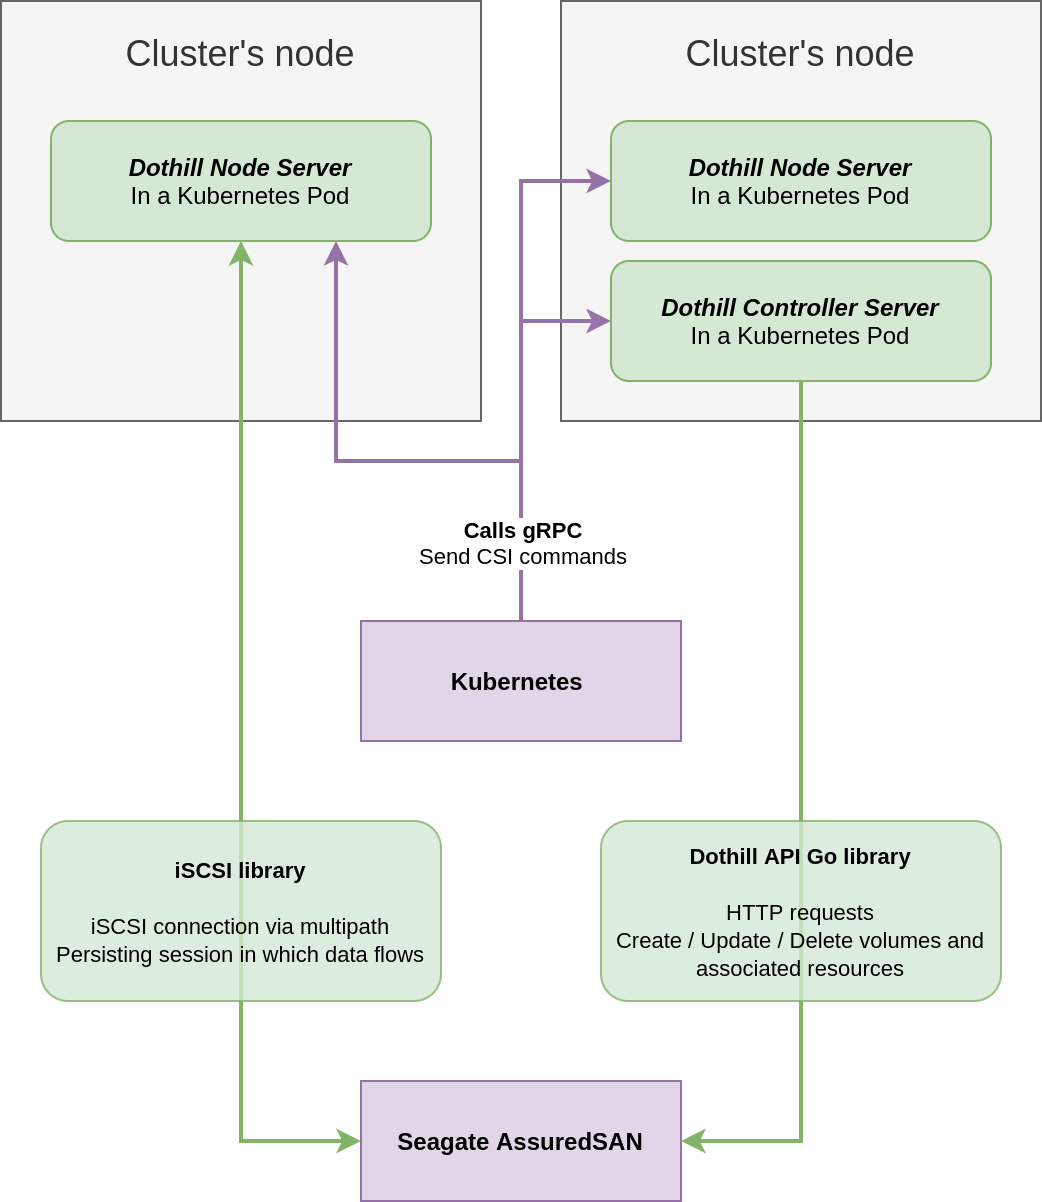 Cluster's node
Dothill Node Server
In a Kubernetes Pod
Cluster's node
Dothill Node Server
In a Kubernetes Pod
Dothill Controller Server
In a Kubernetes Pod
Calls gRPC
Send CSI commands
Kubernetes
iSCSI library
iSCSI connection via multipath
Persisting session in which data flows
Dothill API Go library
HTTP requests
Create / Update / Delete volumes and
associated resources
Seagate AssuredSAN